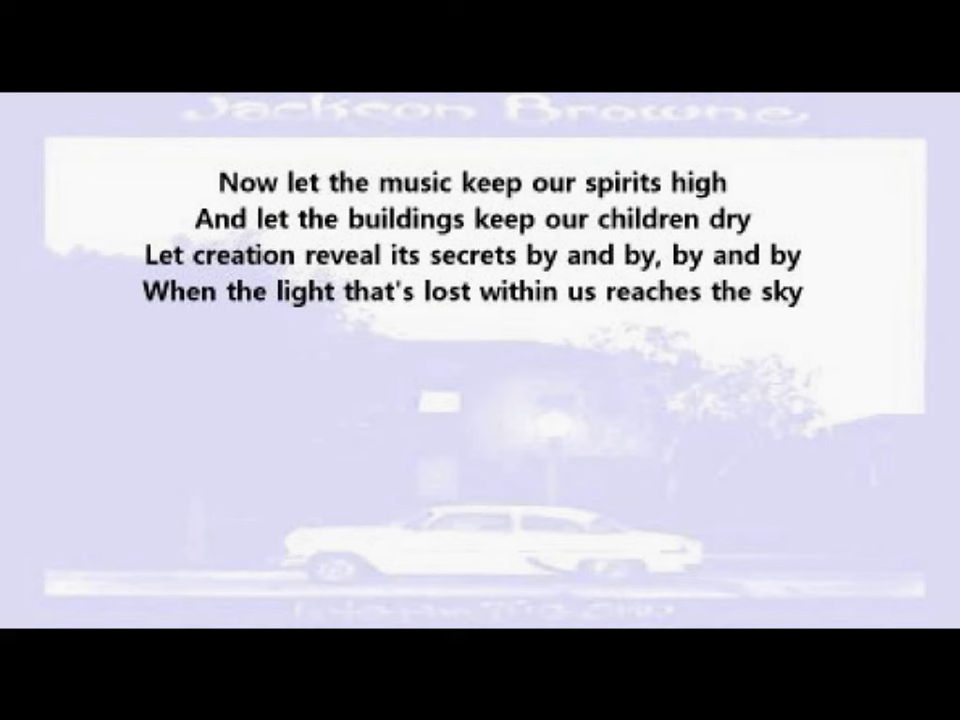 Jackson Browne
Now let the music keep our spirits high
And let the buildings keep our children dry
Let creation reveal its secrets by and by, by and by
When the light that's lost within us reaches the sky